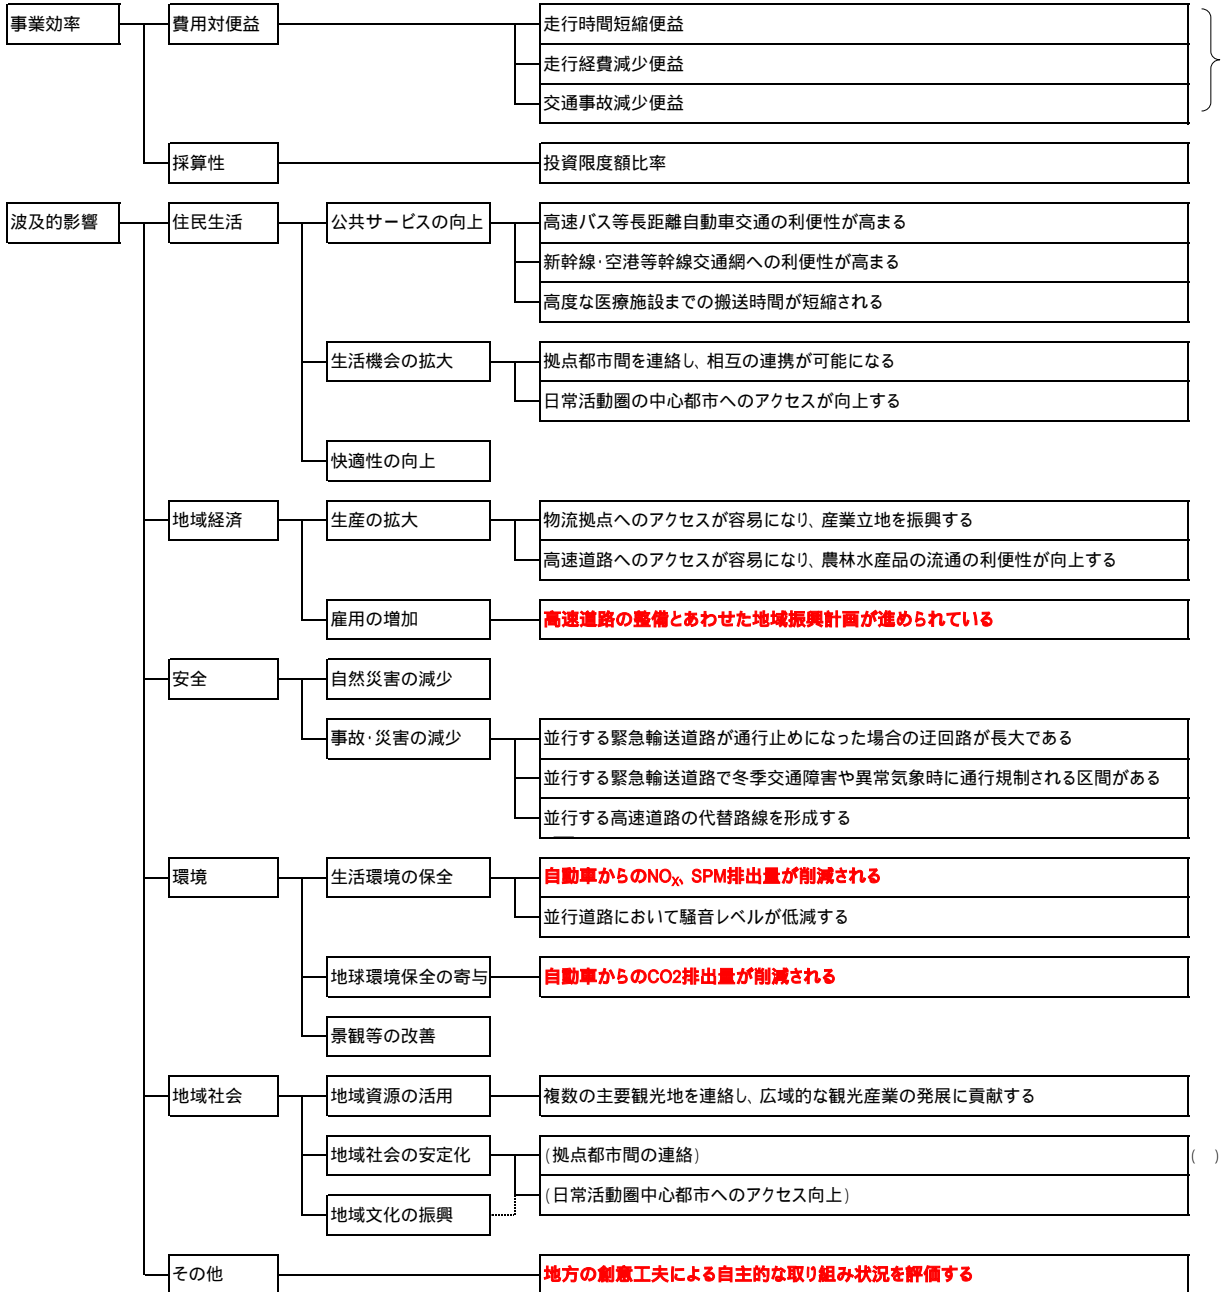 事業効率
費用対便益
走行時間短縮便益
走行経費減少便益
交通事故減少便益
採算性
投資限度額比率
波及的影響
住民生活
公共サービスの向上
高速バス等長距離自動車交通の利便性が高まる
新幹線・空港等幹線交通網への利便性が高まる
高度な医療施設までの搬送時間が短縮される
生活機会の拡大
拠点都市間を連絡し、相互の連携が可能になる
日常活動圏の中心都市へのアクセスが向上する
快適性の向上
地域経済
生産の拡大
物流拠点へのアクセスが容易になり、産業立地を振興する
高速道路へのアクセスが容易になり、農林水産品の流通の利便性が向上する
雇用の増加
高速道路の整備とあわせた地域振興計画が進められている
安全
自然災害の減少
事故・災害の減少
並行する緊急輸送道路が通行止めになった場合の迂回路が長大である
並行する緊急輸送道路で冬季交通障害や異常気象時に通行規制される区間がある
並行する高速道路の代替路線を形成する
環境
生活環境の保全
自動車からのNOX、SPM排出量が削減される
並行道路において騒音レベルが低減する
地球環境保全の寄与
自動車からのCO2排出量が削減される
景観等の改善
地域社会
地域資源の活用
複数の主要観光地を連絡し、広域的な観光産業の発展に貢献する
地域社会の安定化
(拠点都市間の連絡)
( )
(日常活動圏中心都市へのアクセス向上)
地域文化の振興
その他
地方の創意工夫による自主的な取り組み状況を評価する